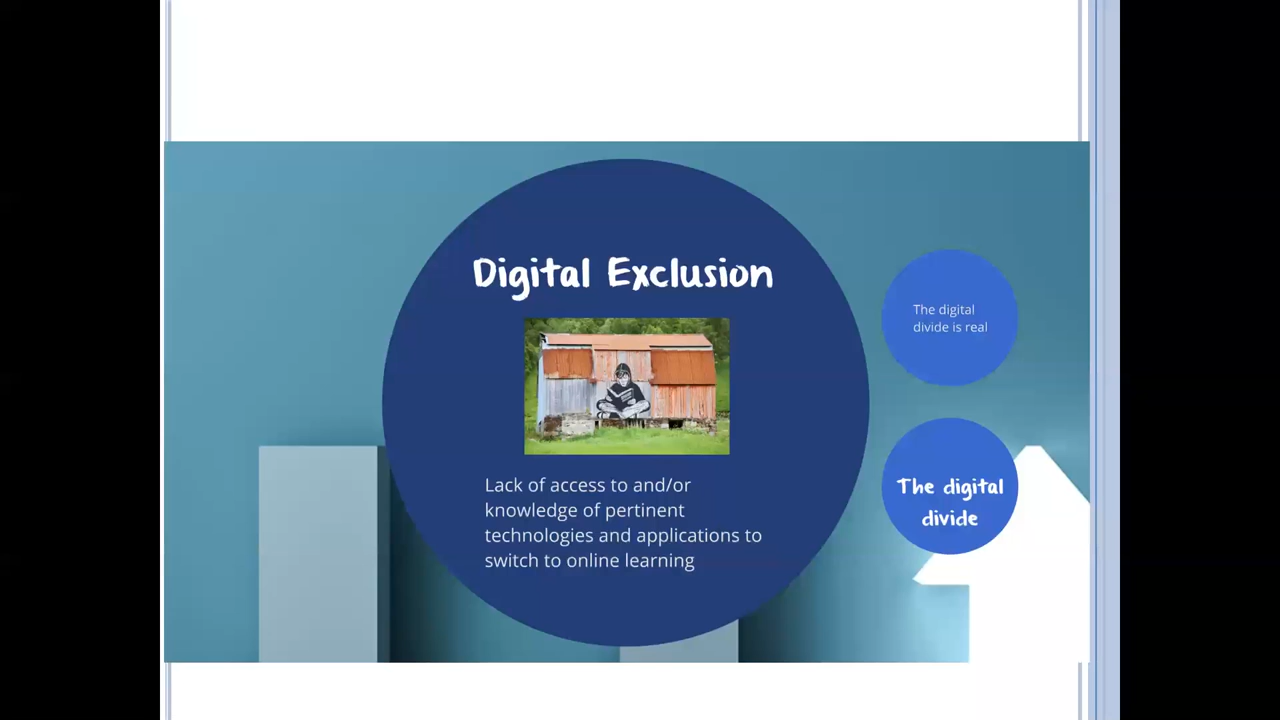 Digital Exclusion
Lack of access to and/or
knowledge of pertinent
technologies and applications to
switch to online learning
The digital
divide is real
The digital
divide